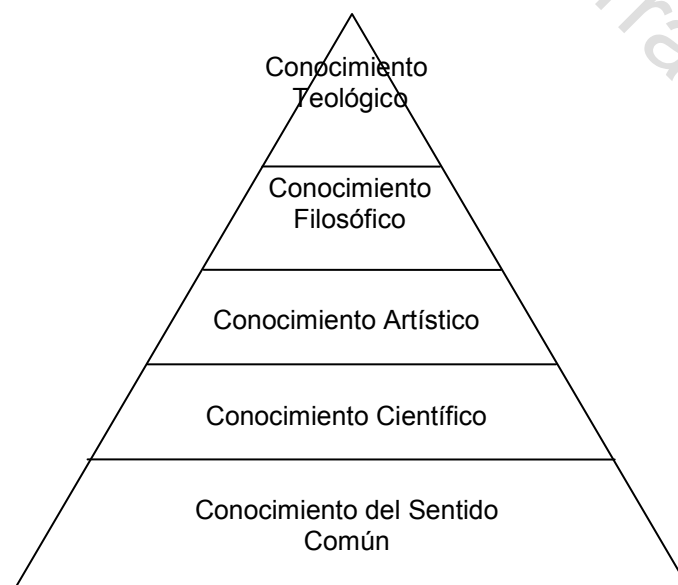 Conocimiento
Teológico
Conocimiento
Filosófico
Conocimiento Artístico
Conocimiento Científico
Conocimiento del Sentido
Común